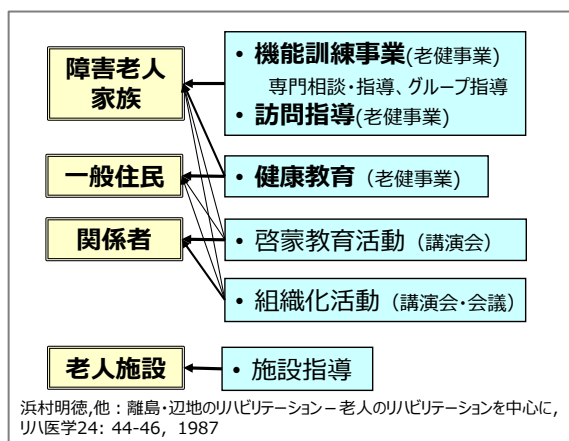 障害老人
家族
・機能訓練事業(老健事業)
専門相談・指導、グループ指導
・訪問指導(老健事業)
一般住民
・健康教育（老健事業)
関係者
・啓蒙教育活動（講演会）
・組織化活動（講演会・会議）
老人施設
・施設指導
浜村明徳,他：離島・辺地のリハビリテーション－老人のリハビリテーションを中心に,
リハ医学24: 44-46，1987